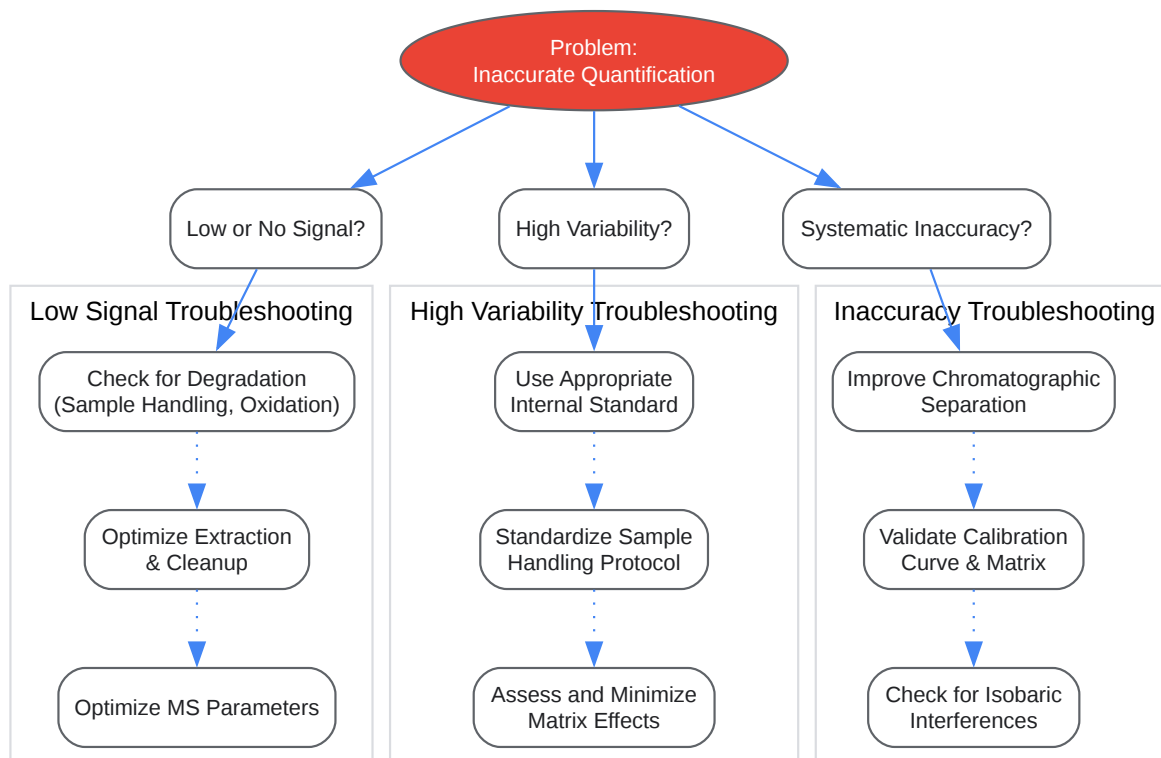 Problem:
Inaccurate Quantification
Low or No Signal?
High Variability?
Systematic Inaccuracy?
Low Signal Troubleshooting
High Variability Troubleshooting
Inaccuracy Troubleshooting
Check for Degradation
(Sample Handling, Oxidation)
Use Appropriate
Internal Standard
Improve Chromatographic
Separation
Optimize Extraction
& Cleanup
Standardize Sample
Handling Protocol
Validate Calibration
Curve & Matrix
Optimize MS Parameters
Assess and Minimize
Matrix Effects
Check for Isobaric
Interferences